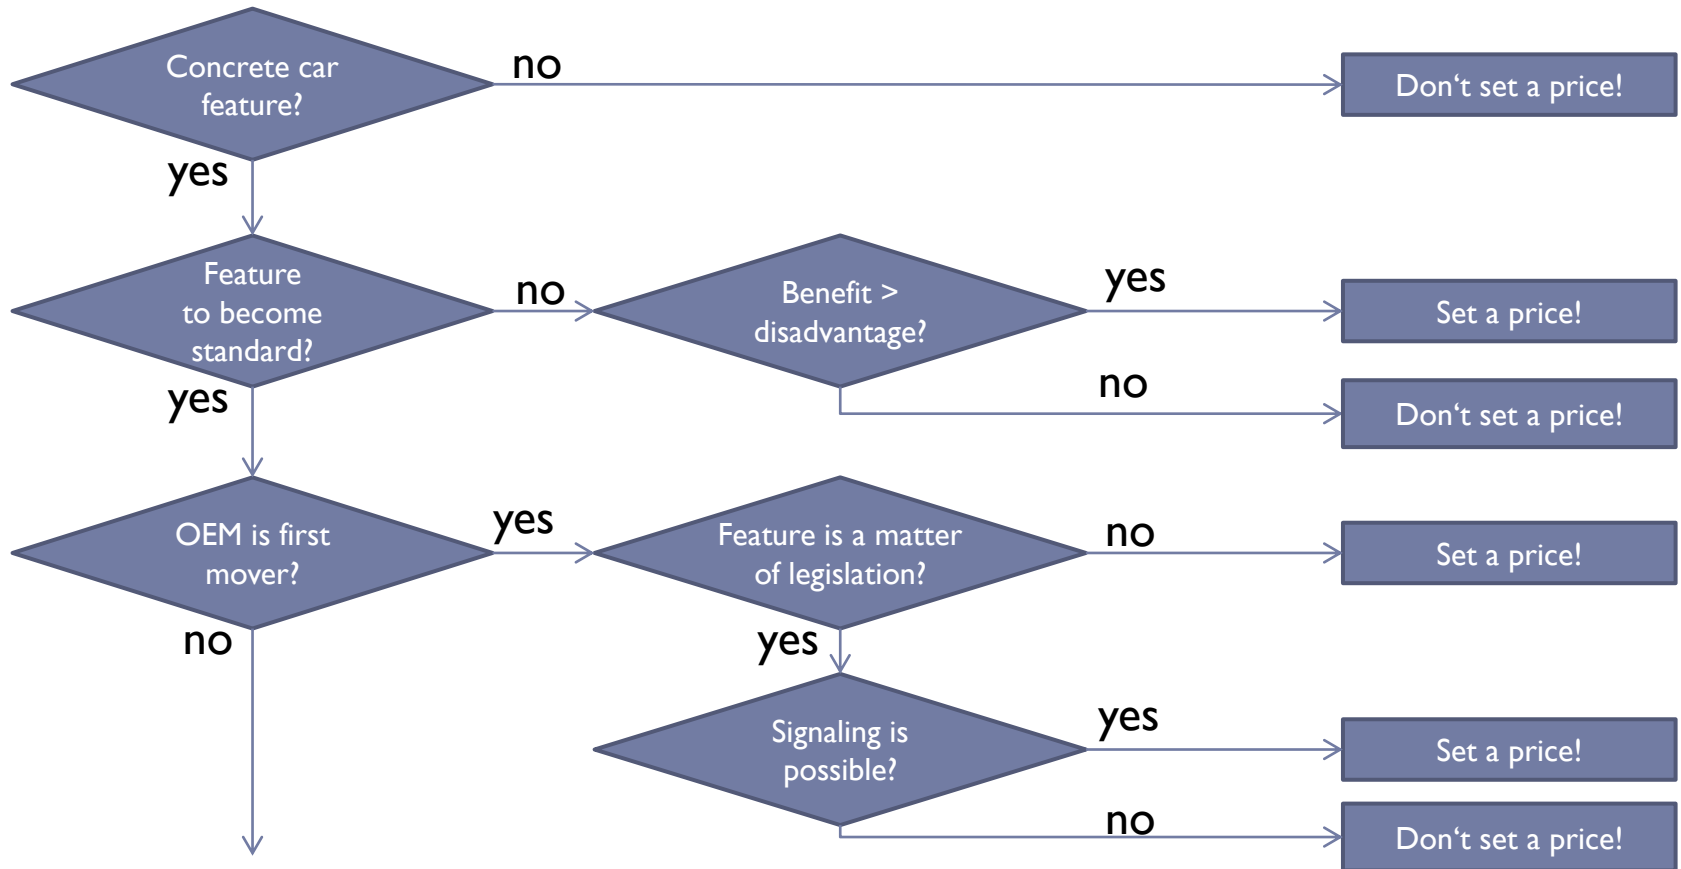 Concrete car
feature?
no
Don‘t set a price!
yes
Feature
to become
standard?
no
Benefit >
disadvantage?
yes
Set a price!
no
Don‘t set a price!
yes
OEM is first
mover?
yes
Feature is a matter
of legislation?
no
Set a price!
no
yes
Signaling is
possible?
yes
Set a price!
no
Don‘t set a price!